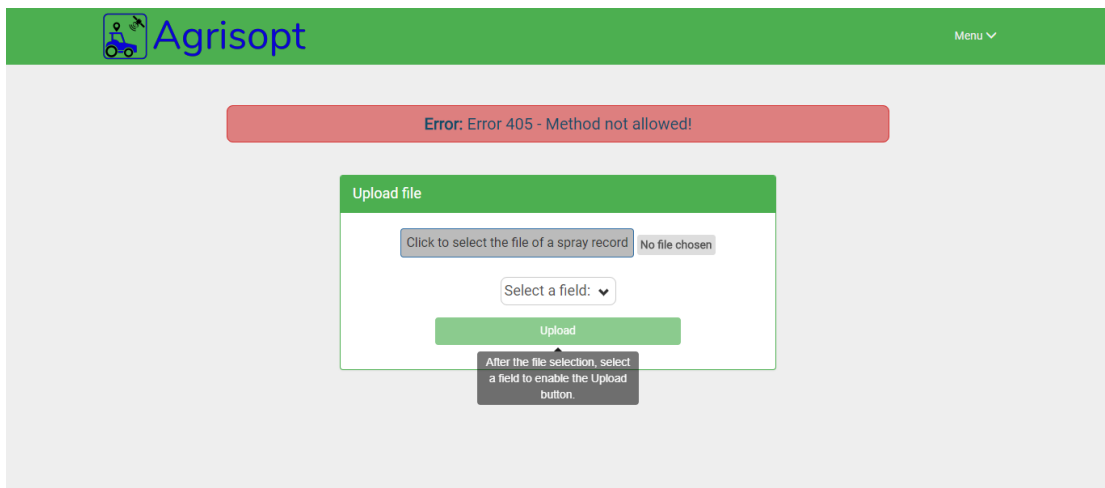 Agrisopt
Menu
Error: Error 405 - Method not allowed!
Upload file
Click to select the file of a spray record No file chosen
Select a field:
Upload
After the file selection, select
a field to enable the Upload
button.